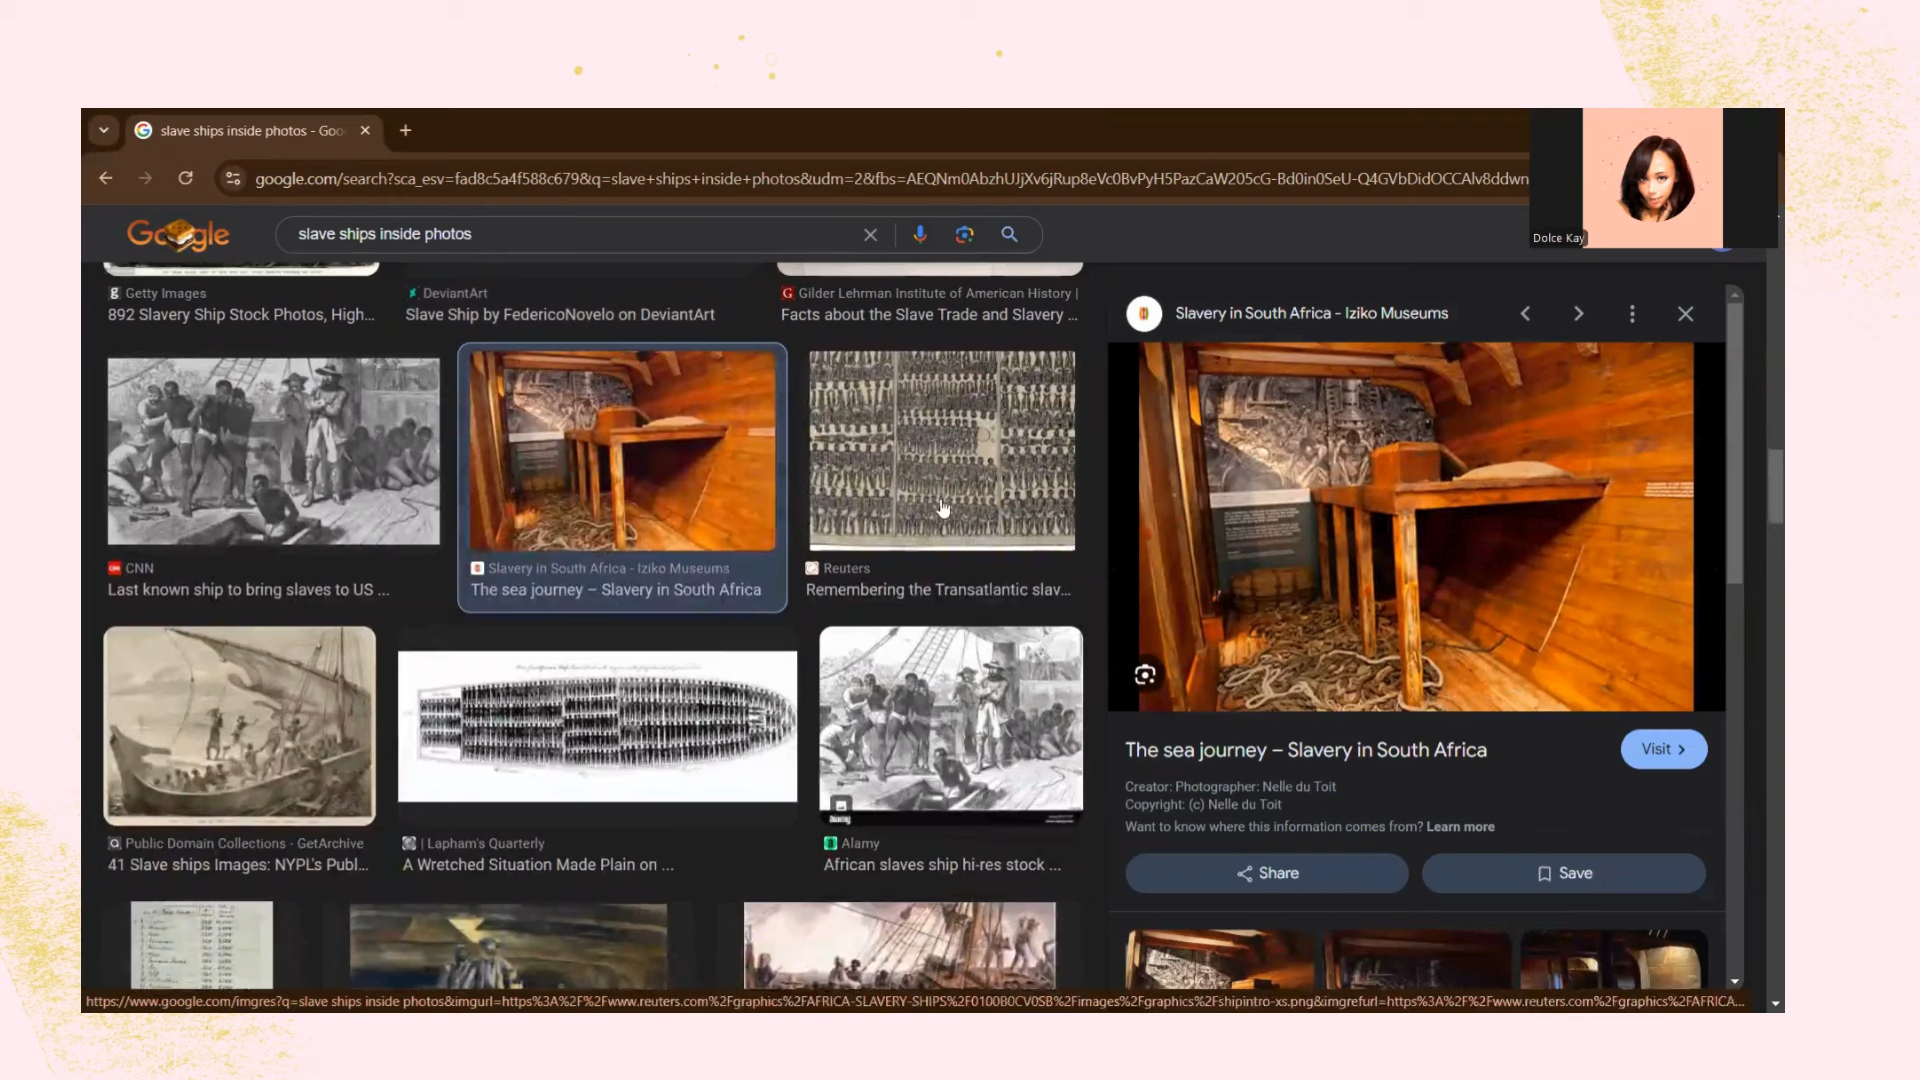 slave ships inside photos - Goo
google.com/search?sca_esv=fad8c5a4f588c679&q=slave+ships+inside+photos&udm=2&fbs=AEQNm0AbzhUJjXv6jRup8eVc0BvPyH5PazCaW205cG-Bd0in0SeU-Q4GVbDidOCCAlv8ddwn
Dolce Kay
Google
slave ships inside photos
Getty Images
892 Slavery Ship Stock Photos, High...
DeviantArt
Slave Ship by FedericoNovelo on DeviantArt
Gilder Lehrman Institute of American History |
Facts about the Slave Trade and Slavery ...
CNN
Last known ship to bring slaves to US ...
Slavery in South Africa - Iziko Museums
The sea journey – Slavery in South Africa
Reuters
Remembering the Transatlantic slav...
Public Domain Collections - GetArchive
41 Slave ships Images: NYPL's Publ...
| Lapham's Quarterly
A Wretched Situation Made Plain on ...
Alamy
African slaves ship hi-res stock ...
Slavery in South Africa - Iziko Museums
The sea journey – Slavery in South Africa
Visit
Creator: Photographer: Nelle du Toit
Copyright: (c) Nelle du Toit
Want to know where this information comes from? Learn more
Share
Save
https://www.google.com/imgres?q=slave ships inside photos&imgurl=https%3A%2F%2Fwww.reuters.com%2Fgraphics%2FAFRICA-SLAVERY-SHIPS%2F010080CV0SB%2Fimages%2Fgraphics%2Fshipintro-xs.png&imgrefurl=https%3A%2F%2Fwww.reuters.com%2Fgraphics%2FAFRICA...